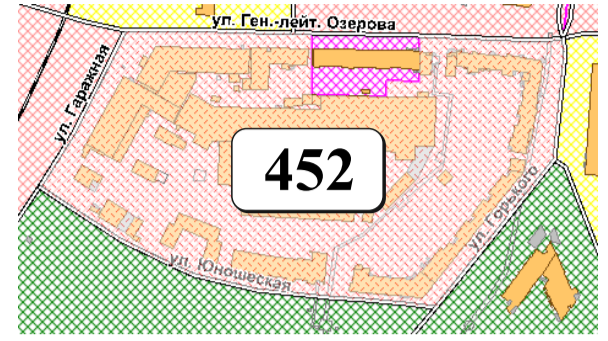 ул. Ген.-лейт. Озерова
ул. Гаражная
452
ул. Горького
ул. Юношеская